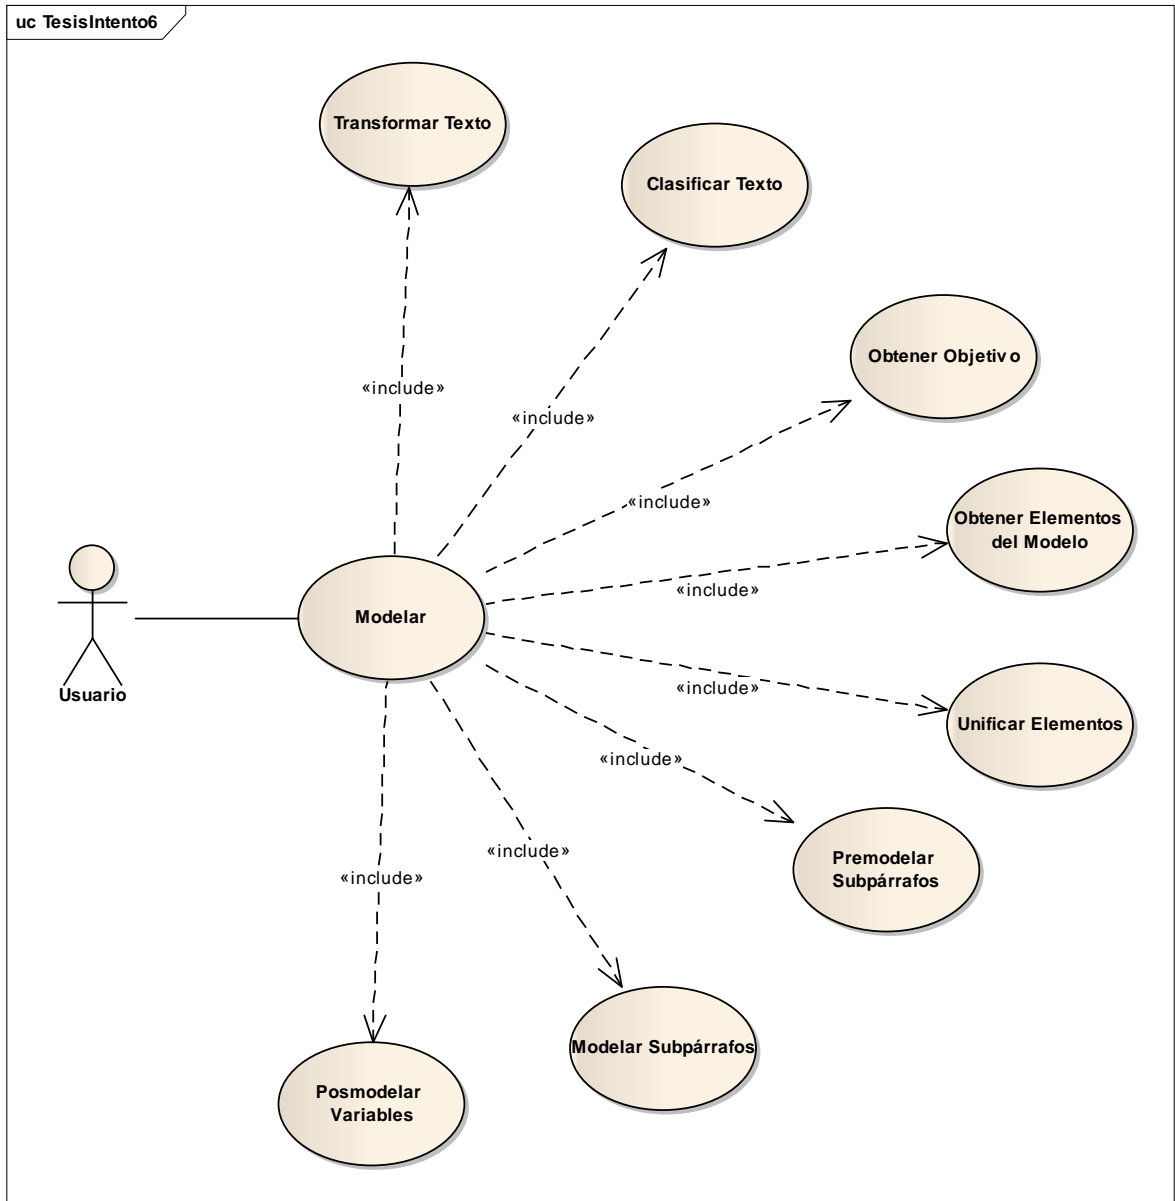 uc TesisIntento6
Transformar Texto
Clasificar Texto
Obtener Objetivo
«include»
«include»
«include»
Obtener Elementos
del Modelo
«include»
Modelar
Usuario
«include»
Unificar Elementos
«include»
«include»
«include»
Premodelar
Subpárrafos
Modelar Subpárrafos
Posmodelar
Variables